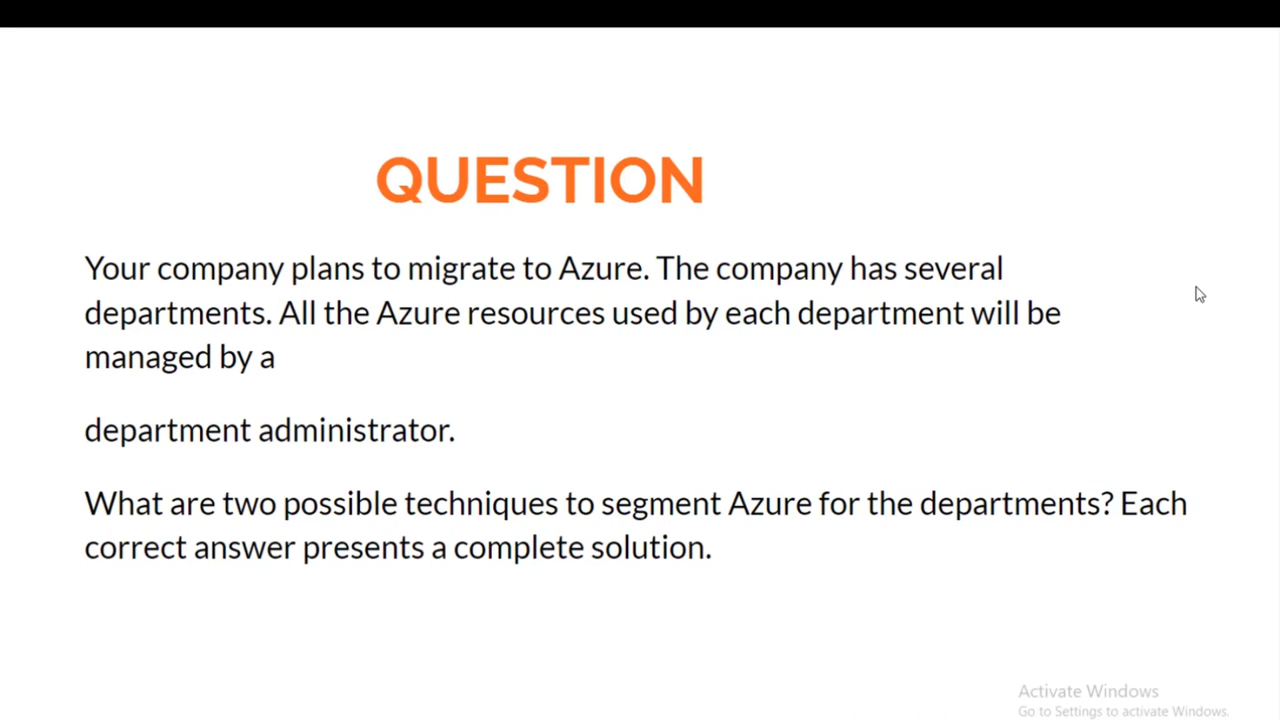 QUESTION
Your company plans to migrate to Azure. The company has several
departments. All the Azure resources used by each department will be
managed by a
department administrator.
What are two possible techniques to segment Azure for the departments? Each
correct answer presents a complete solution.
Activate Windows
Go to Settings to activate Windows.